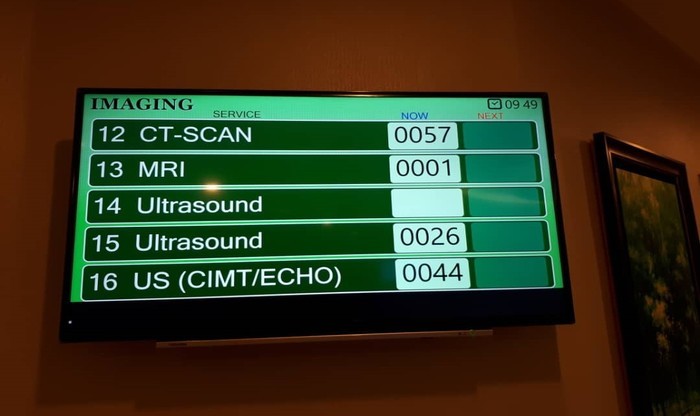 IMAGING 09 49
SERVICE NOW NEXT
12 CT-SCAN 0057
13 MRI 0001
14 Ultrasound
15 Ultrasound 0026
16 US (CIMT/ECHO) 0044